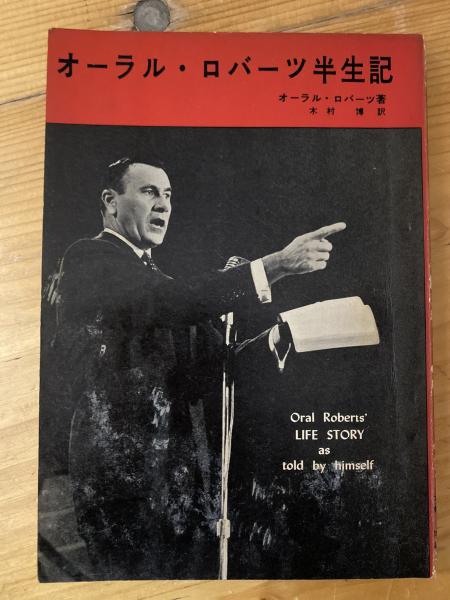 オーラル・ロバーツ半生記
オーラル・ロバーツ著
木村 博訳
Oral Roberts'
LIFE STORY
as
told by himself